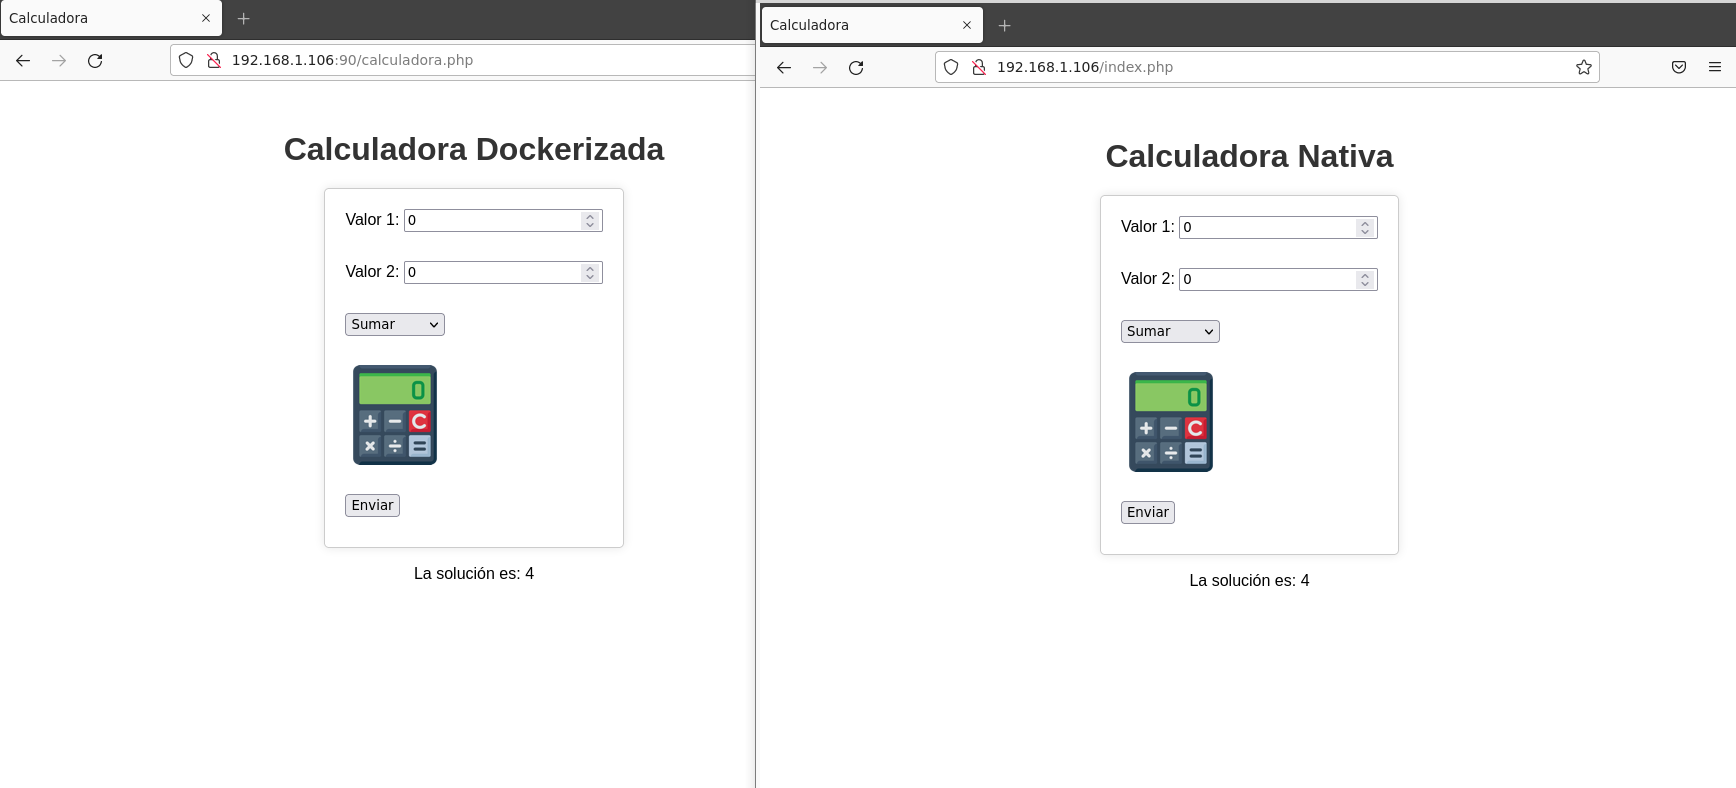 Calculadora
192.168.1.106:90/calculadora.php
Calculadora Dockerizada
Valor 1: 0
Valor 2: 0
Sumar
0
+ − C
× ÷ =
Enviar
La solución es: 4
Calculadora
192.168.1.106/index.php
Calculadora Nativa
Valor 1: 0
Valor 2: 0
Sumar
0
+ − C
× ÷ =
Enviar
La solución es: 4